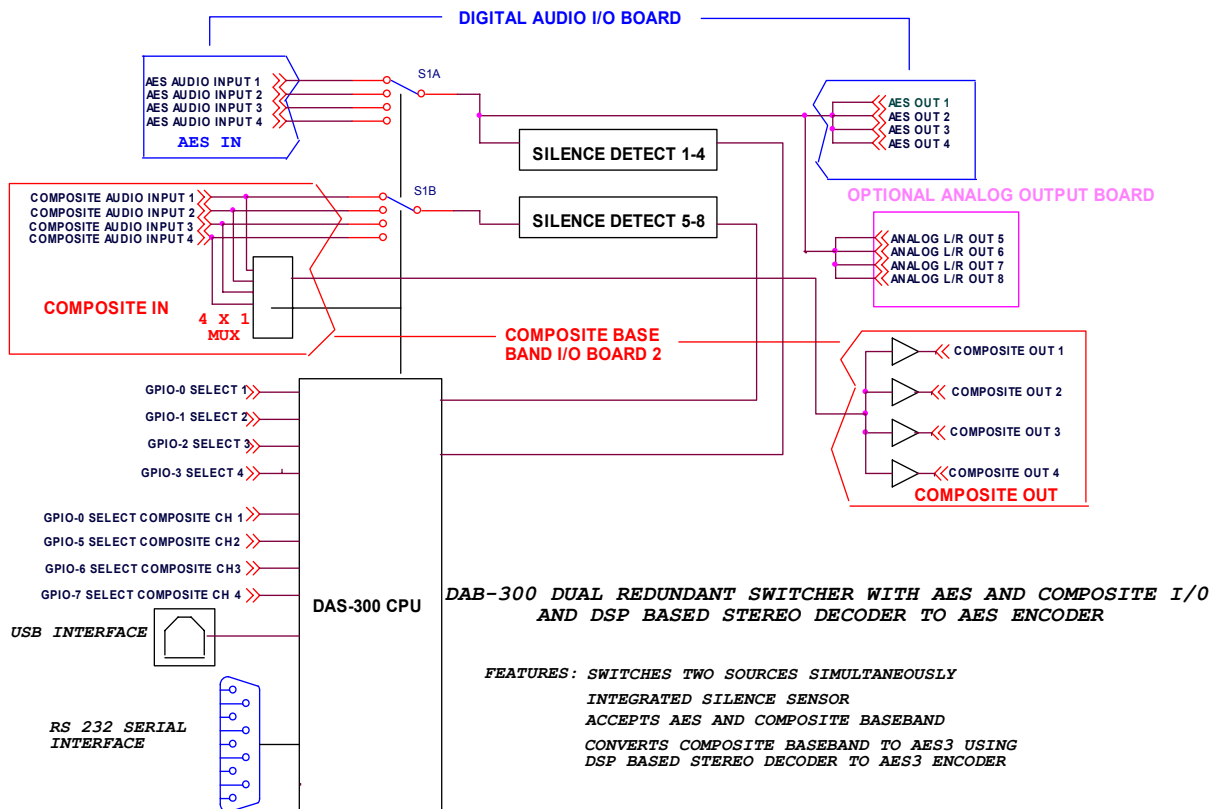 DIGITAL AUDIO I/O BOARD
AES AUDIO INPUT 1
AES AUDIO INPUT 2
AES AUDIO INPUT 3
AES AUDIO INPUT 4
AES IN
S1A
SILENCE DETECT 1-4
AES OUT 1
AES OUT 2
AES OUT 3
AES OUT 4
OPTIONAL ANALOG OUTPUT BOARD
ANALOG L/R OUT 5
ANALOG L/R OUT 6
ANALOG L/R OUT 7
ANALOG L/R OUT 8
COMPOSITE AUDIO INPUT 1
COMPOSITE AUDIO INPUT 2
COMPOSITE AUDIO INPUT 3
COMPOSITE AUDIO INPUT 4
S1B
SILENCE DETECT 5-8
COMPOSITE IN
4 X 1
MUX
COMPOSITE BASE
BAND I/O BOARD 2
COMPOSITE OUT 1
COMPOSITE OUT 2
COMPOSITE OUT 3
COMPOSITE OUT 4
COMPOSITE OUT
GPIO-0 SELECT 1
GPIO-1 SELECT 2
GPIO-2 SELECT 3
GPIO-3 SELECT 4
GPIO-0 SELECT COMPOSITE CH 1
GPIO-5 SELECT COMPOSITE CH2
GPIO-6 SELECT COMPOSITE CH3
GPIO-7 SELECT COMPOSITE CH 4
DAS-300 CPU
USB INTERFACE
RS 232 SERIAL
INTERFACE
DAB-300 DUAL REDUNDANT SWITCHER WITH AES AND COMPOSITE I/0
AND DSP BASED STEREO DECODER TO AES ENCODER
FEATURES: SWITCHES TWO SOURCES SIMULTANEOUSLY
INTEGRATED SILENCE SENSOR
ACCEPTS AES AND COMPOSITE BASEBAND
CONVERTS COMPOSITE BASEBAND TO AES3 USING
DSP BASED STEREO DECODER TO AES3 ENCODER